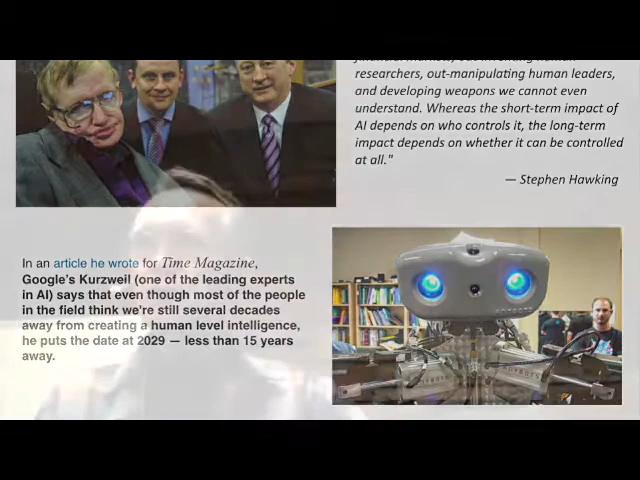 researchers, out-manipulating human leaders,
and developing weapons we cannot even
understand. Whereas the short-term impact of
AI depends on who controls it, the long-term
impact depends on whether it can be controlled
at all."
— Stephen Hawking
In an article he wrote for Time Magazine,
Google's Kurzweil (one of the leading experts
in AI) says that even though most of the people
in the field think we're still several decades
away from creating a human level intelligence,
he puts the date at 2029 — less than 15 years
away.